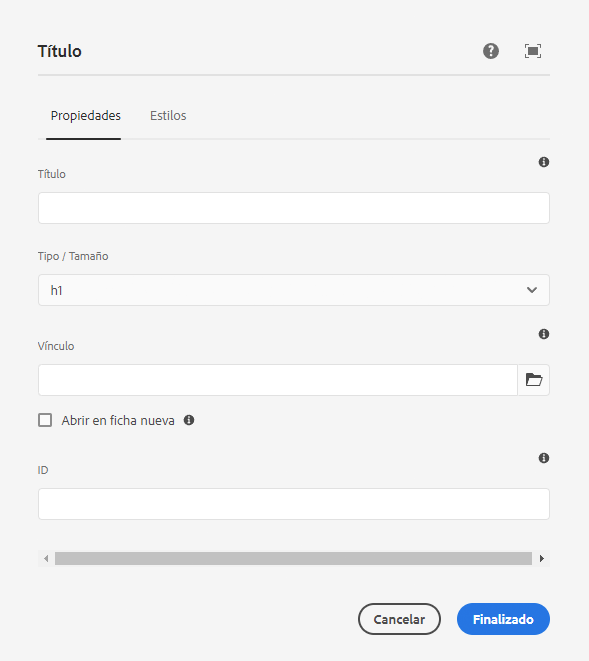 Título
Propiedades Estilos
Título
Tipo / Tamaño
h1
Vínculo
Abrir en ficha nueva
ID
Cancelar Finalizado